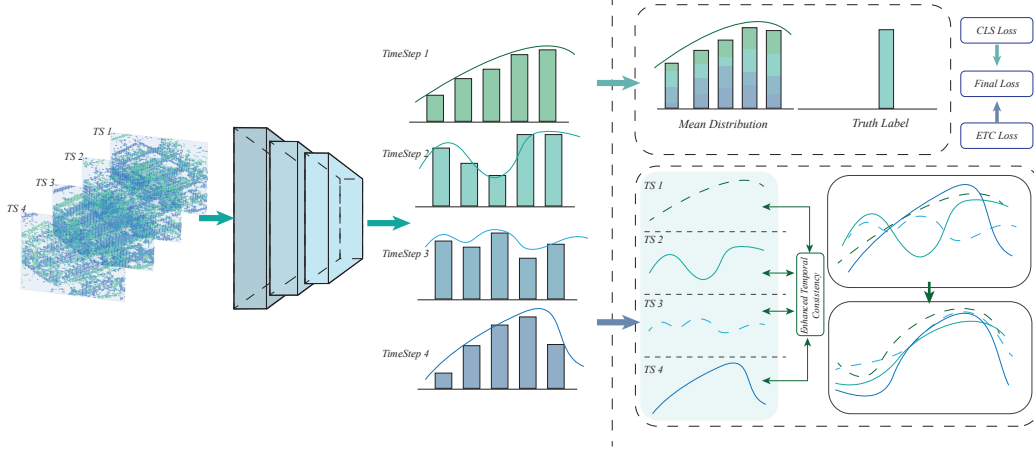 TS 1
TS 2
TS 3
TS 4
TimeStep 1
TimeStep 2
TimeStep 3
TimeStep 4
Mean Distribution
Truth Label
CLS Loss
Final Loss
ETC Loss
TS 1
TS 2
TS 3
TS 4
Enhanced Temporal
Consistency